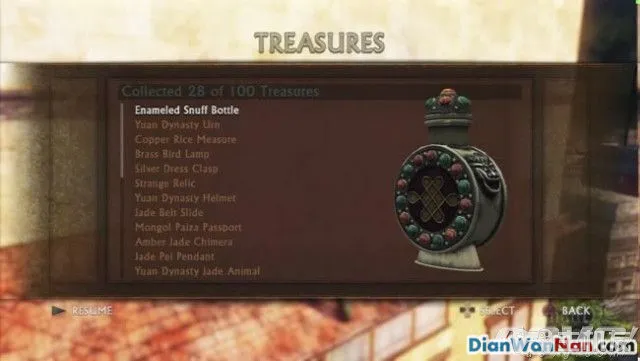 TREASURES
Collected 28 of 100 Treasures
Enameled Snuff Bottle
Yuan Dynasty Urn
Copper Rice Measure
Brass Bird Lamp
Silver Dress Clasp
Strange Relic
Yuan Dynasty Helmet
Jade Belt Slide
Mongol Paiza Passport
Amber Jade Chimera
Jade Pei Pendant
Yuan Dynasty Jade Animal
RESUME
SELECT
BACK
DianWanNan.com